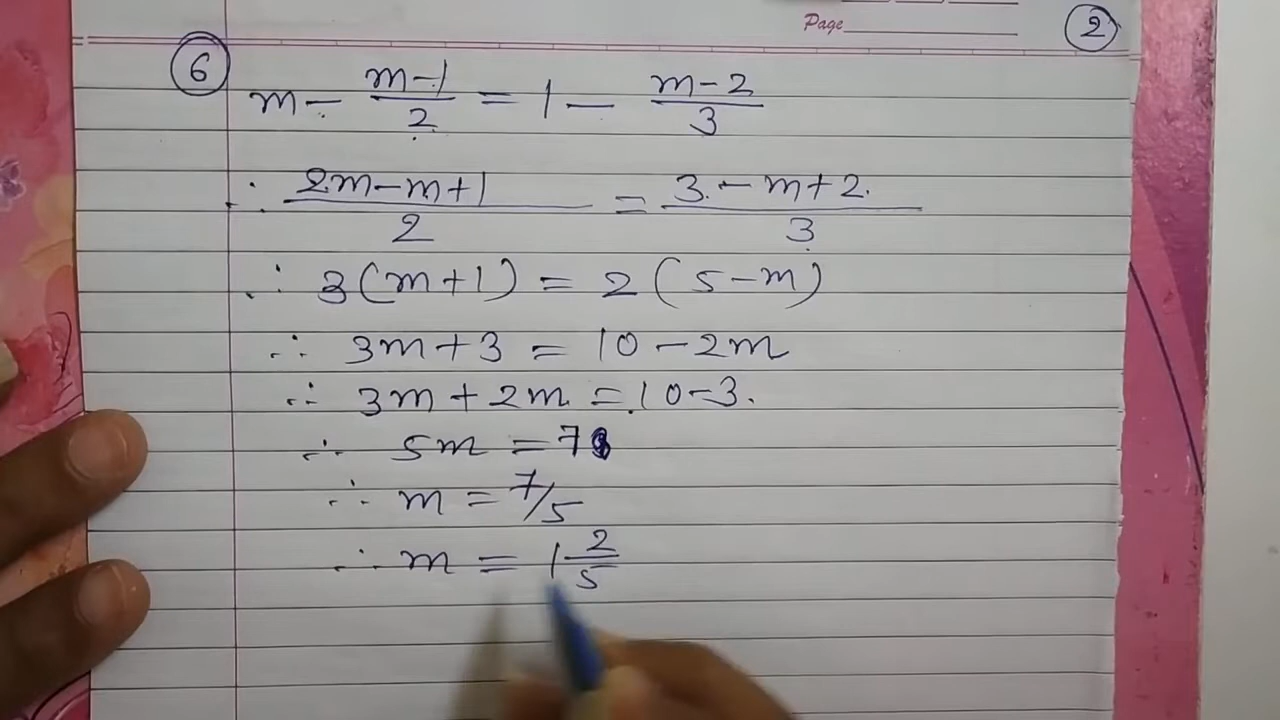 Page
2
6
m - (m-1)/2 = 1 - (m-2)/3
∴ (2m-m+1)/2 = (3-m+2)/3
∴ 3(m+1) = 2(5-m)
∴ 3m+3 = 10-2m
∴ 3m+2m = 10-3.
∴ 5m = 7
∴ m = 7/5
∴ m = 1 2/5